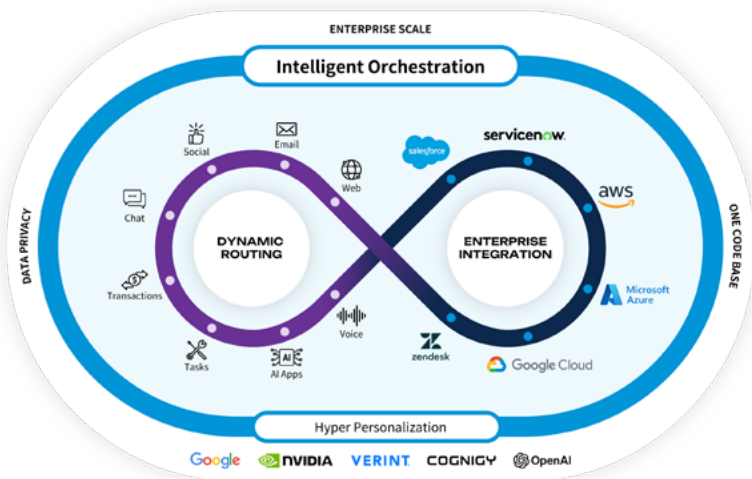 ENTERPRISE SCALE
Intelligent Orchestration
DATA PRIVACY
ONE CODE BASE
Social
Email
Web
Chat
Transactions
Tasks
AI
AI Apps
Voice
DYNAMIC
ROUTING
salesforce
servicenow.
aws
ENTERPRISE
INTEGRATION
Microsoft
Azure
zendesk
Google Cloud
Hyper Personalization
Google
NVIDIA
VERINT
COGNIGY
OpenAI